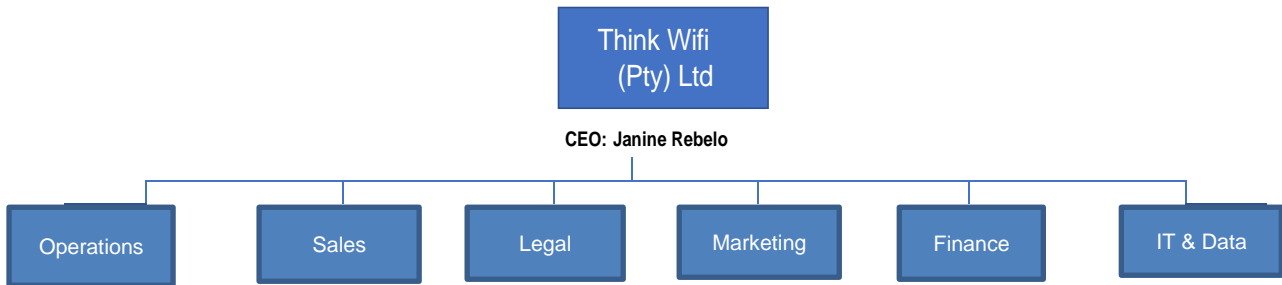 Think Wifi
(Pty) Ltd
CEO: Janine Rebelo
Operations
Sales
Legal
Marketing
Finance
IT & Data